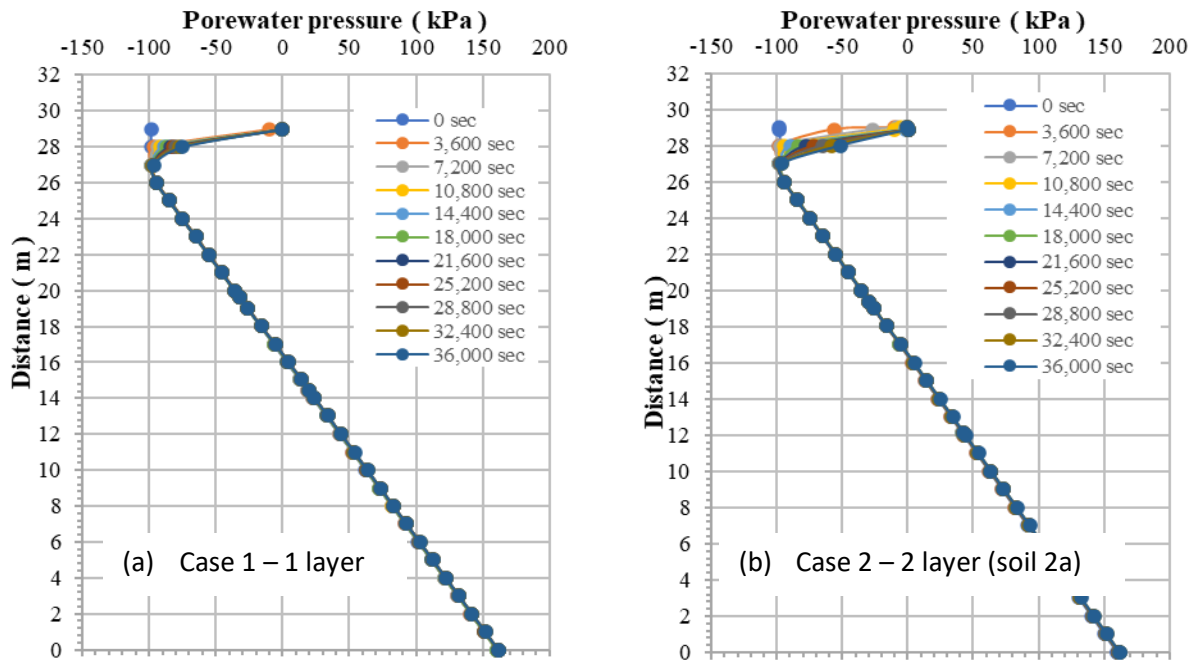 Porewater pressure ( kPa)
-150 -100 -50 0 50 100 150 200
32
30
28
26
24
22
20
18
16
14
12
10
8
6
4
2
0
Distance ( m )
0 sec
3,600 sec
7,200 sec
10,800 sec
14,400 sec
18,000 sec
21,600 sec
25,200 sec
28,800 sec
32,400 sec
36,000 sec
(a) Case 1 – 1 layer
Porewater pressure ( kPa)
-150 -100 -50 0 50 100 150 200
32
30
28
26
24
22
20
18
16
14
12
10
8
6
4
2
0
Distance ( m )
0 sec
3,600 sec
7,200 sec
10,800 sec
14,400 sec
18,000 sec
21,600 sec
25,200 sec
28,800 sec
32,400 sec
36,000 sec
(b) Case 2 – 2 layer (soil 2a)